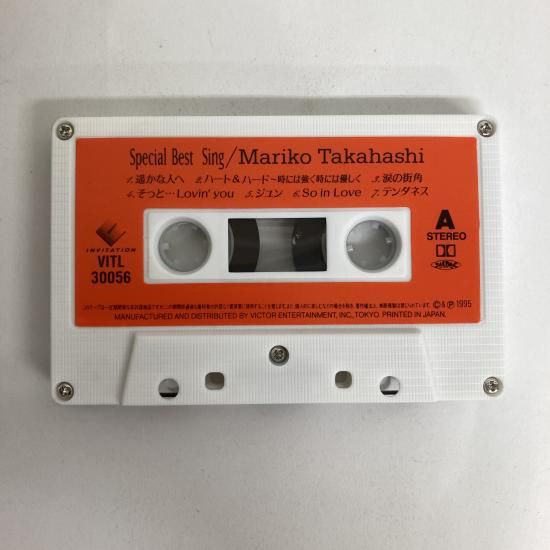 Special Best Sing/Mariko Takahashi
1.遥かな人へ 2.ハート&ハード〜時には強く時には優しく 3.涙の街角
4.そっと…Lovin' you 5.ジュン 6.So in Love 7.テンダネス
INVITATION
VITL
30056
A
STEREO
©&Ⓟ1995
MANUFACTURED AND DISTRIBUTED BY VICTOR ENTERTAINMENT, INC., TOKYO. PRINTED IN JAPAN.